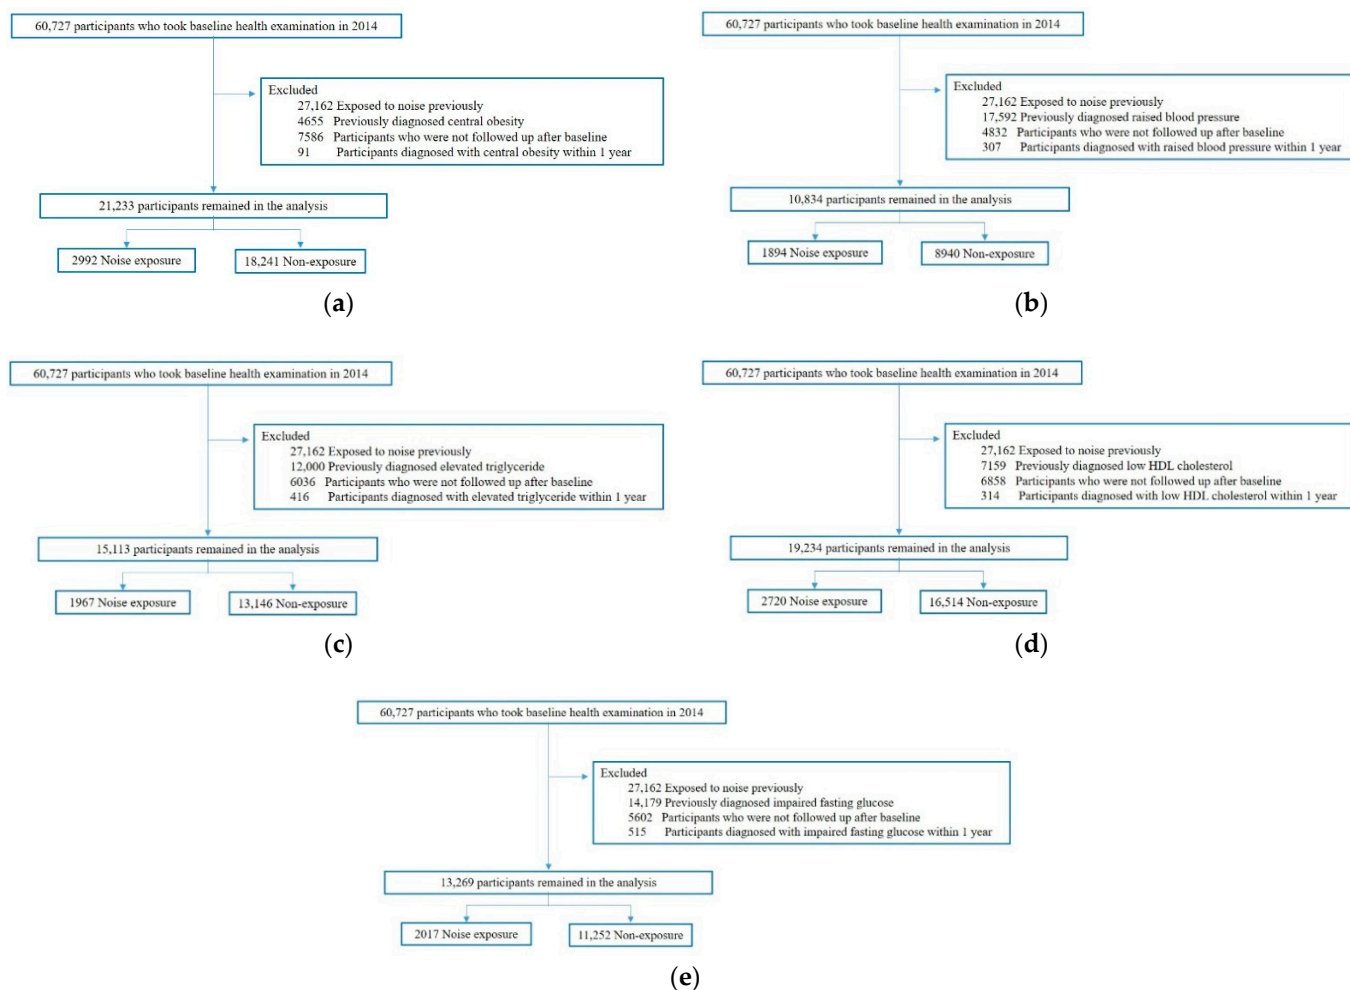 60,727 participants who took baseline health examination in 2014
Excluded
27,162 Exposed to noise previously
4655 Previously diagnosed central obesity
7586 Participants who were not followed up after baseline
91 Participants diagnosed with central obesity within 1 year
21,233 participants remained in the analysis
2992 Noise exposure
18,241 Non-exposure
(a)
60,727 participants who took baseline health examination in 2014
Excluded
27,162 Exposed to noise previously
17,592 Previously diagnosed raised blood pressure
4832 Participants who were not followed up after baseline
307 Participants diagnosed with raised blood pressure within 1 year
10,834 participants remained in the analysis
1894 Noise exposure
8940 Non-exposure
(b)
60,727 participants who took baseline health examination in 2014
Excluded
27,162 Exposed to noise previously
12,000 Previously diagnosed elevated triglyceride
6036 Participants who were not followed up after baseline
416 Participants diagnosed with elevated triglyceride within 1 year
15,113 participants remained in the analysis
1967 Noise exposure
13,146 Non-exposure
(c)
60,727 participants who took baseline health examination in 2014
Excluded
27,162 Exposed to noise previously
7159 Previously diagnosed low HDL cholesterol
6858 Participants who were not followed up after baseline
314 Participants diagnosed with low HDL cholesterol within 1 year
19,234 participants remained in the analysis
2720 Noise exposure
16,514 Non-exposure
(d)
60,727 participants who took baseline health examination in 2014
Excluded
27,162 Exposed to noise previously
14,179 Previously diagnosed impaired fasting glucose
5602 Participants who were not followed up after baseline
515 Participants diagnosed with impaired fasting glucose within 1 year
13,269 participants remained in the analysis
2017 Noise exposure
11,252 Non-exposure
(e)